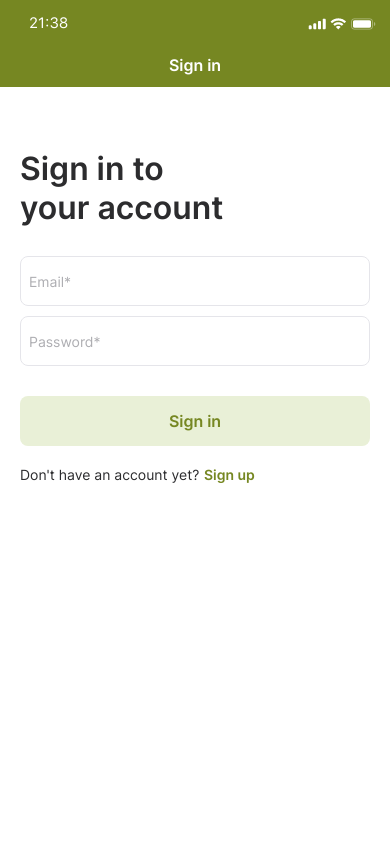 21:38
Sign in
Sign in to
your account
Email*
Password*
Sign in
Don't have an account yet? Sign up